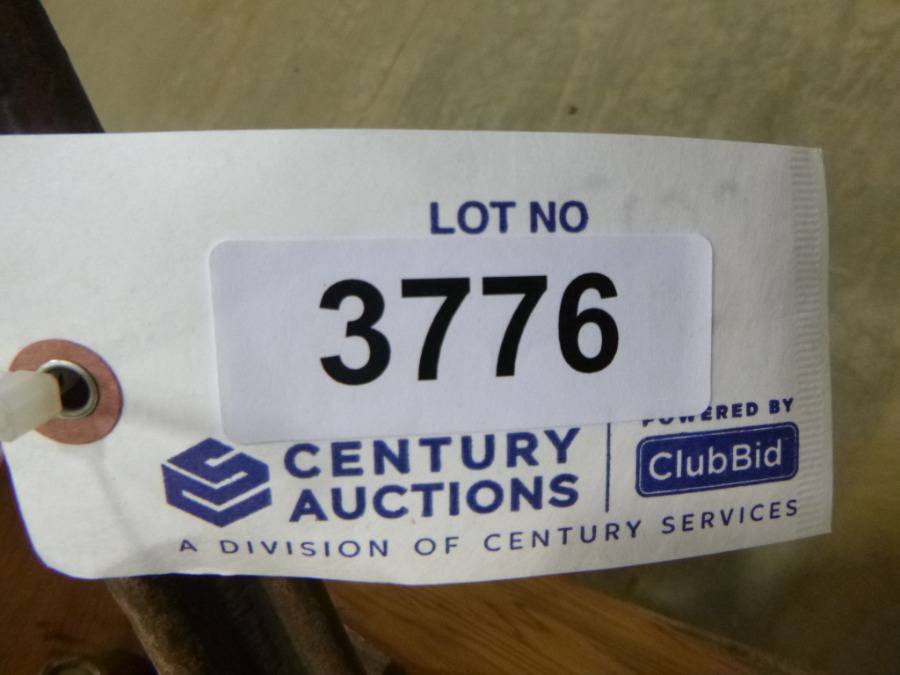 LOT NO
3776
CENTURY
AUCTIONS
POWERED BY
ClubBid
A DIVISION OF CENTURY SERVICES